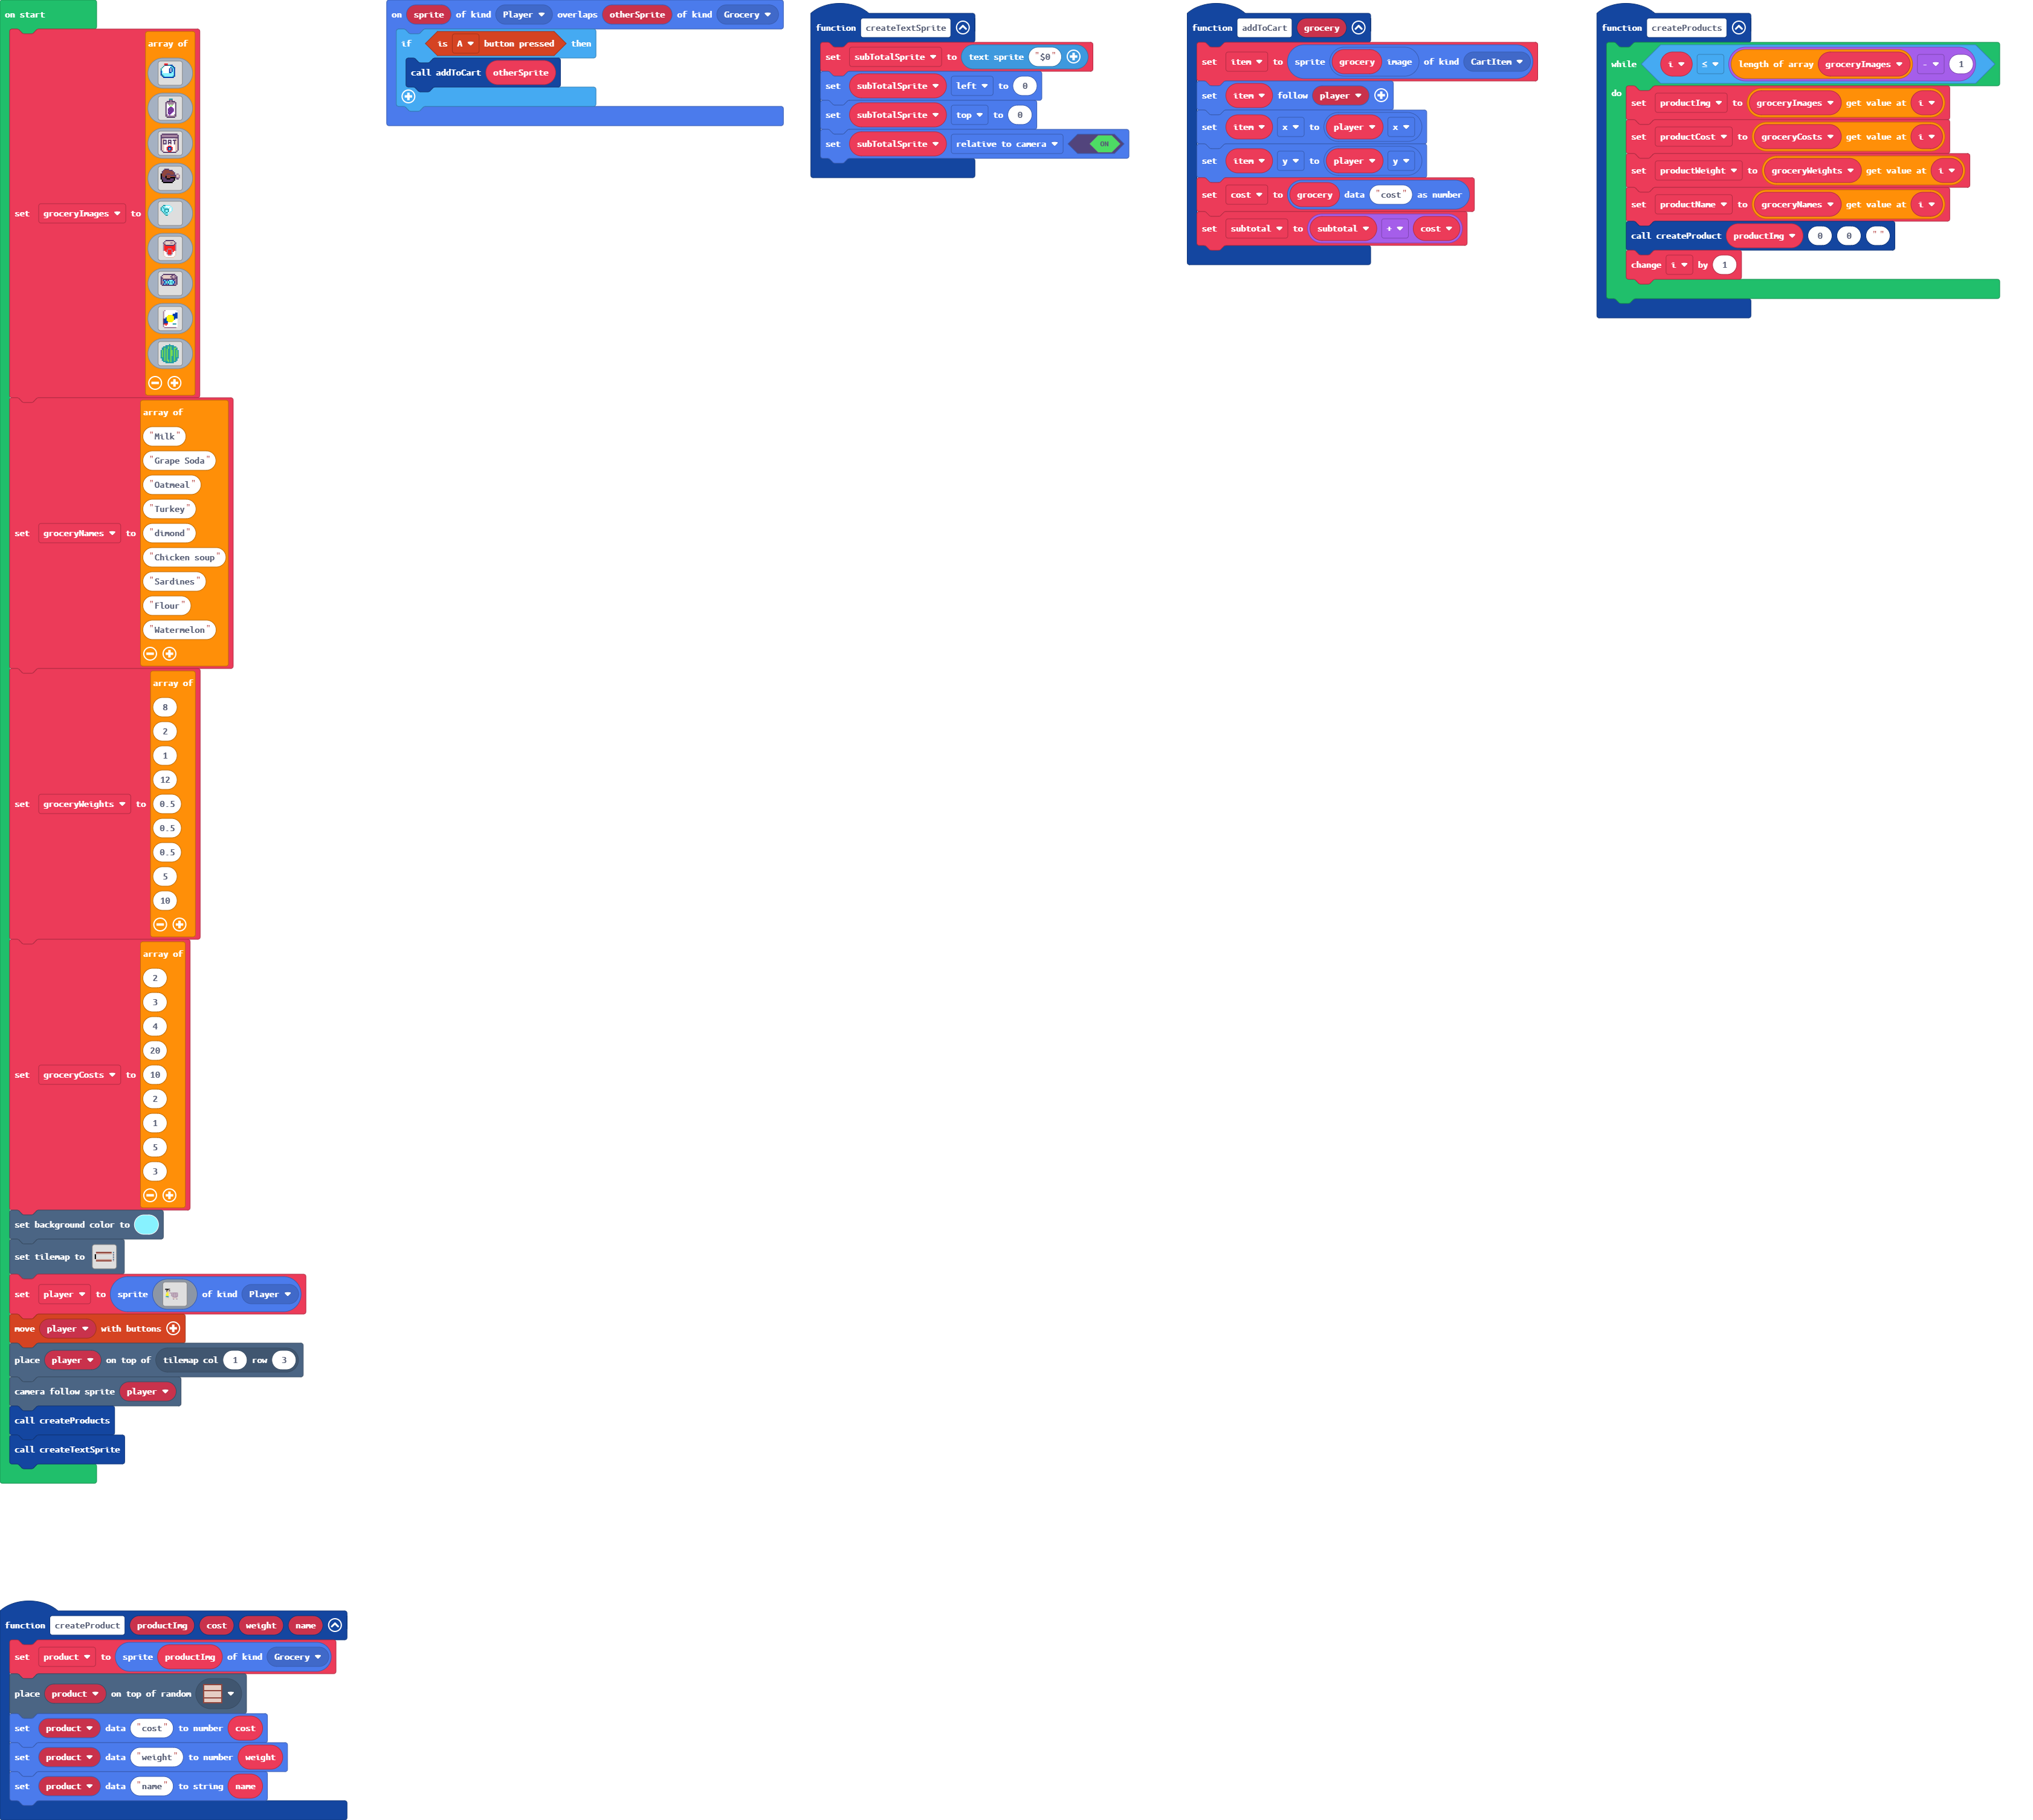 on start
set groceryImages to array of
OAT
set groceryNames to array of
"Milk"
"Grape Soda"
"Oatmeal"
"Turkey"
"dimond"
"Chicken soup"
"Sardines"
"Flour"
"Watermelon"
set groceryWeights to array of
8
2
1
12
0.5
0.5
0.5
5
10
set groceryCosts to array of
2
3
4
20
10
2
1
5
3
set background color to
set tilemap to
set player to sprite of kind Player
move player with buttons
place player on top of tilemap col 1 row 3
camera follow sprite player
call createProducts
call createTextSprite
on sprite of kind Player overlaps otherSprite of kind Grocery
if is A button pressed then
call addToCart otherSprite
function createTextSprite
set subTotalSprite to text sprite "$0"
set subTotalSprite left to 0
set subTotalSprite top to 0
set subTotalSprite relative to camera ON
function addToCart grocery
set item to sprite grocery image of kind CartItem
set item follow player
set item x to player x
set item y to player y
set cost to grocery data "cost" as number
set subtotal to subtotal + cost
function createProducts
while i ≤ length of array groceryImages - 1
do
set productImg to groceryImages get value at i
set productCost to groceryCosts get value at i
set productWeight to groceryWeights get value at i
set productName to groceryNames get value at i
call createProduct productImg 0 0 ""
change i by 1
function createProduct productImg cost weight name
set product to sprite productImg of kind Grocery
place product on top of random
set product data "cost" to number cost
set product data "weight" to number weight
set product data "name" to string name